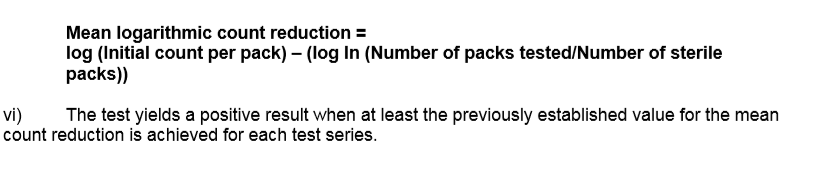 Mean logarithmic count reduction =
log (Initial count per pack) – (log ln (Number of packs tested/Number of sterile
packs))
vi) The test yields a positive result when at least the previously established value for the mean
count reduction is achieved for each test series.